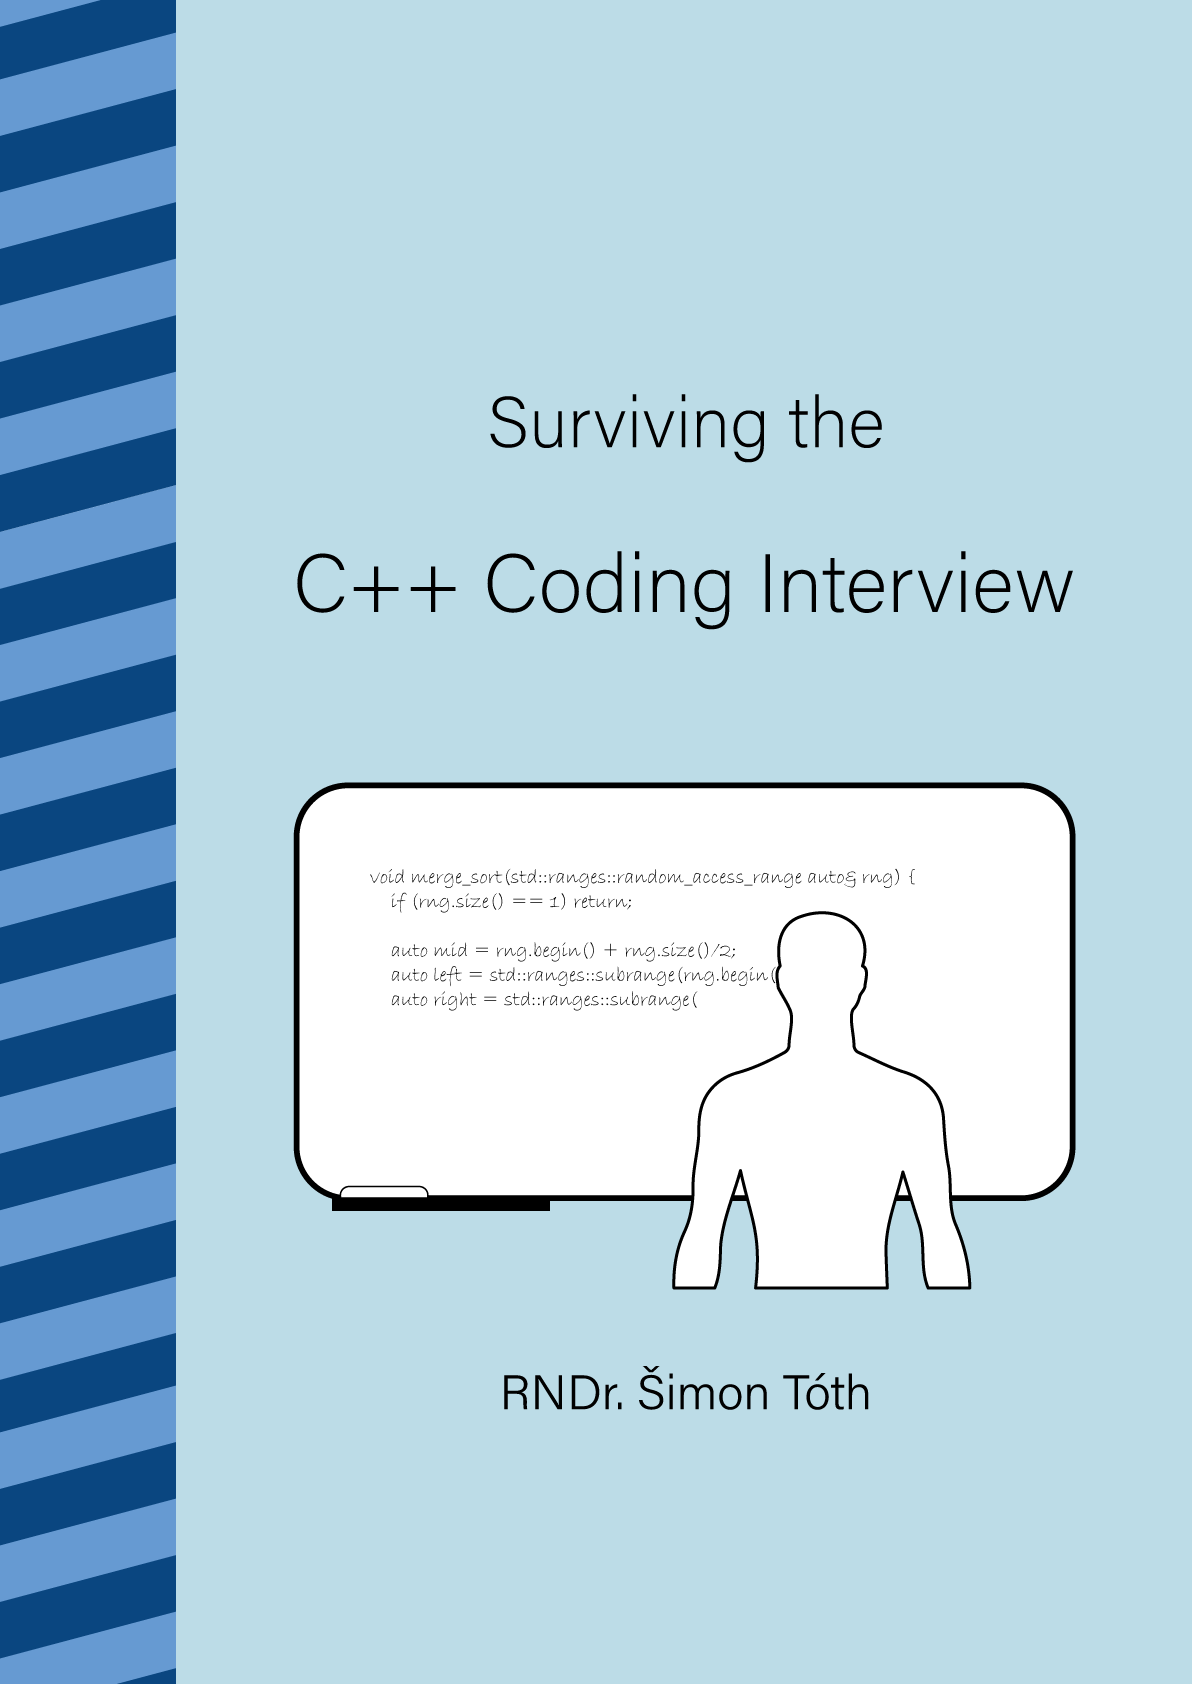 Surviving the
C++ Coding Interview
void merge_sort(std::ranges::random_access_range auto& rng) {
if (rng.size() == 1) return;
auto mid = rng.begin() + rng.size()/2;
auto left = std::ranges::subrange(rng.begin(
auto right = std::ranges::subrange(
RNDr. Šimon Tóth